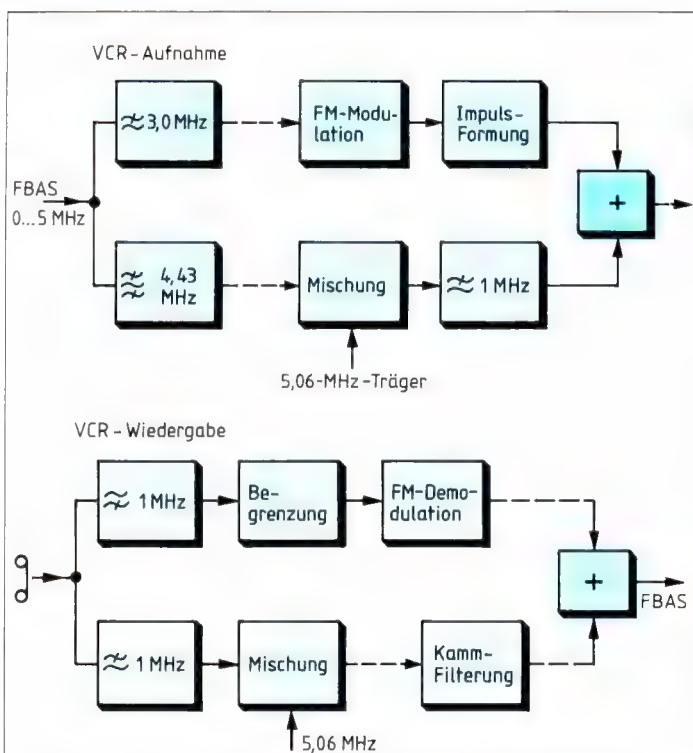 VCR-Aufnahme
3,0 MHz
FM-Modu-
lation
Impuls-
Formung
FBAS
0...5 MHz
+
4,43
MHz
Mischung
1 MHz
5,06-MHz-Träger
VCR-Wiedergabe
1 MHz
Be-
grenzung
FM-Demo-
dulation
+
FBAS
1 MHz
Mischung
Kamm-
Filterung
5,06 MHz